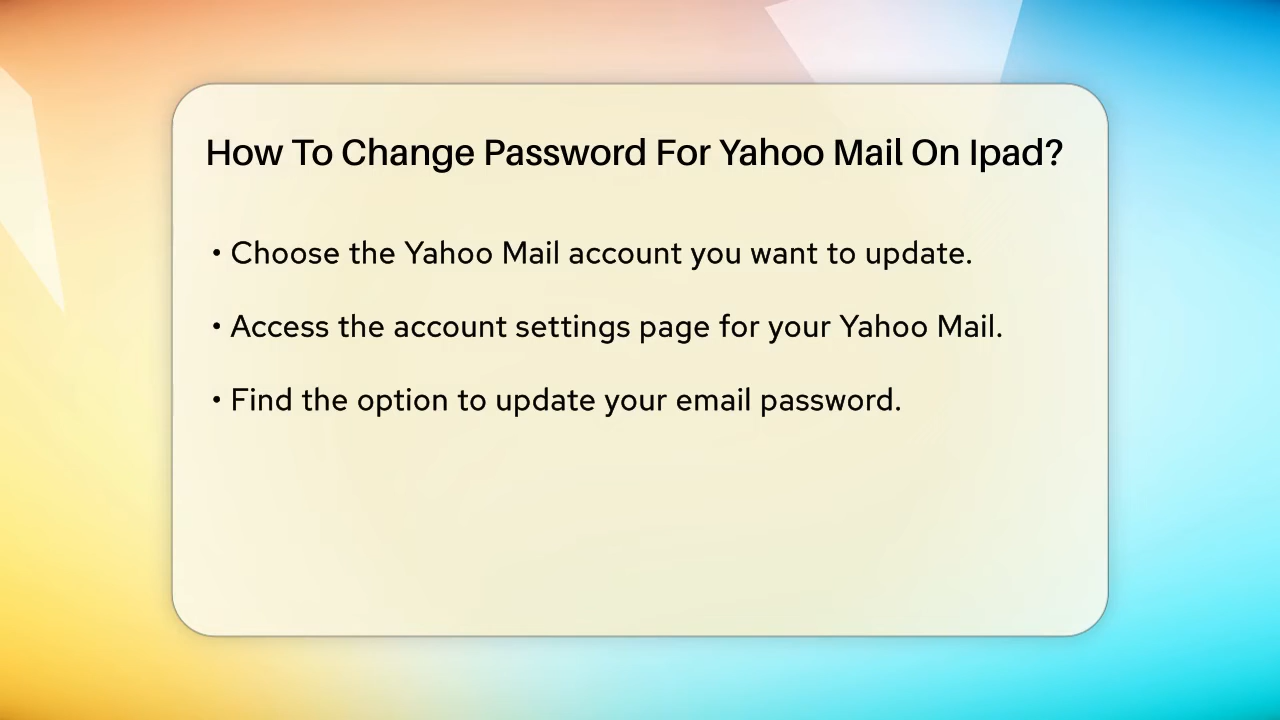 How To Change Password For Yahoo Mail On Ipad?
• Choose the Yahoo Mail account you want to update.
• Access the account settings page for your Yahoo Mail.
• Find the option to update your email password.